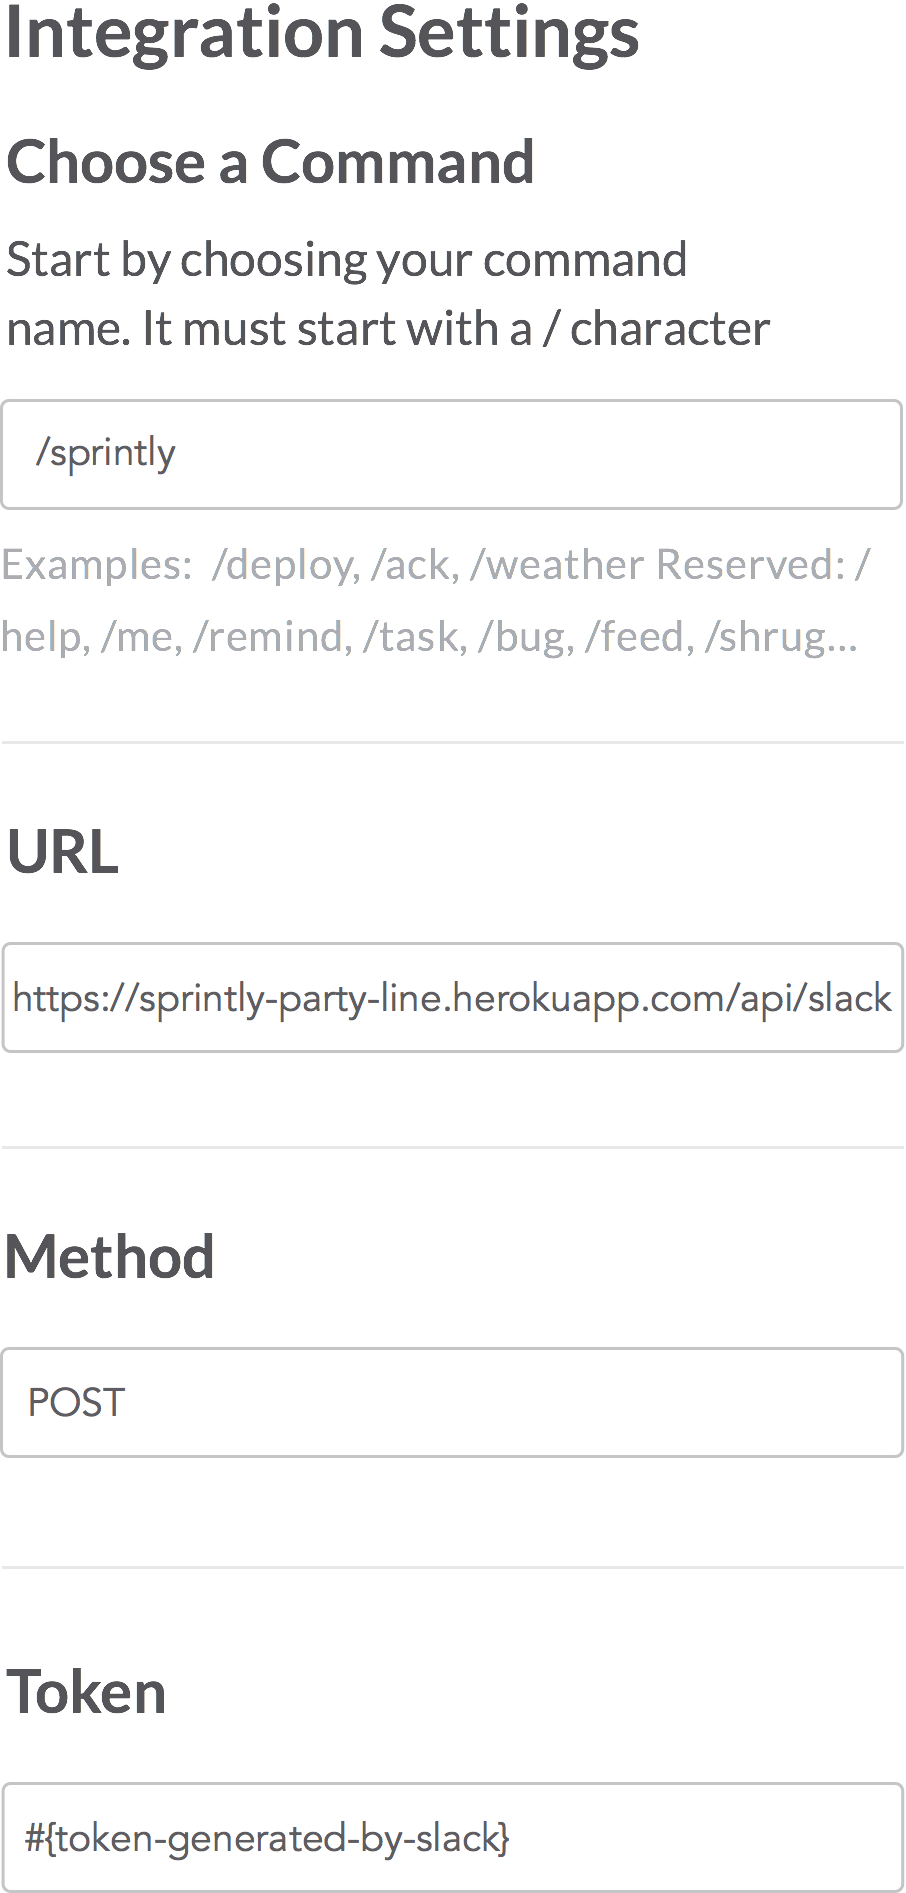 Integration Settings
Choose a Command
Start by choosing your command
name. It must start with a / character
/sprintly
Examples:  /deploy, /ack, /weather Reserved: /
help, /me, /remind, /task, /bug, /feed, /shrug...
URL
https://sprintly-party-line.herokuapp.com/api/slack
Method
POST
Token
#{token-generated-by-slack}